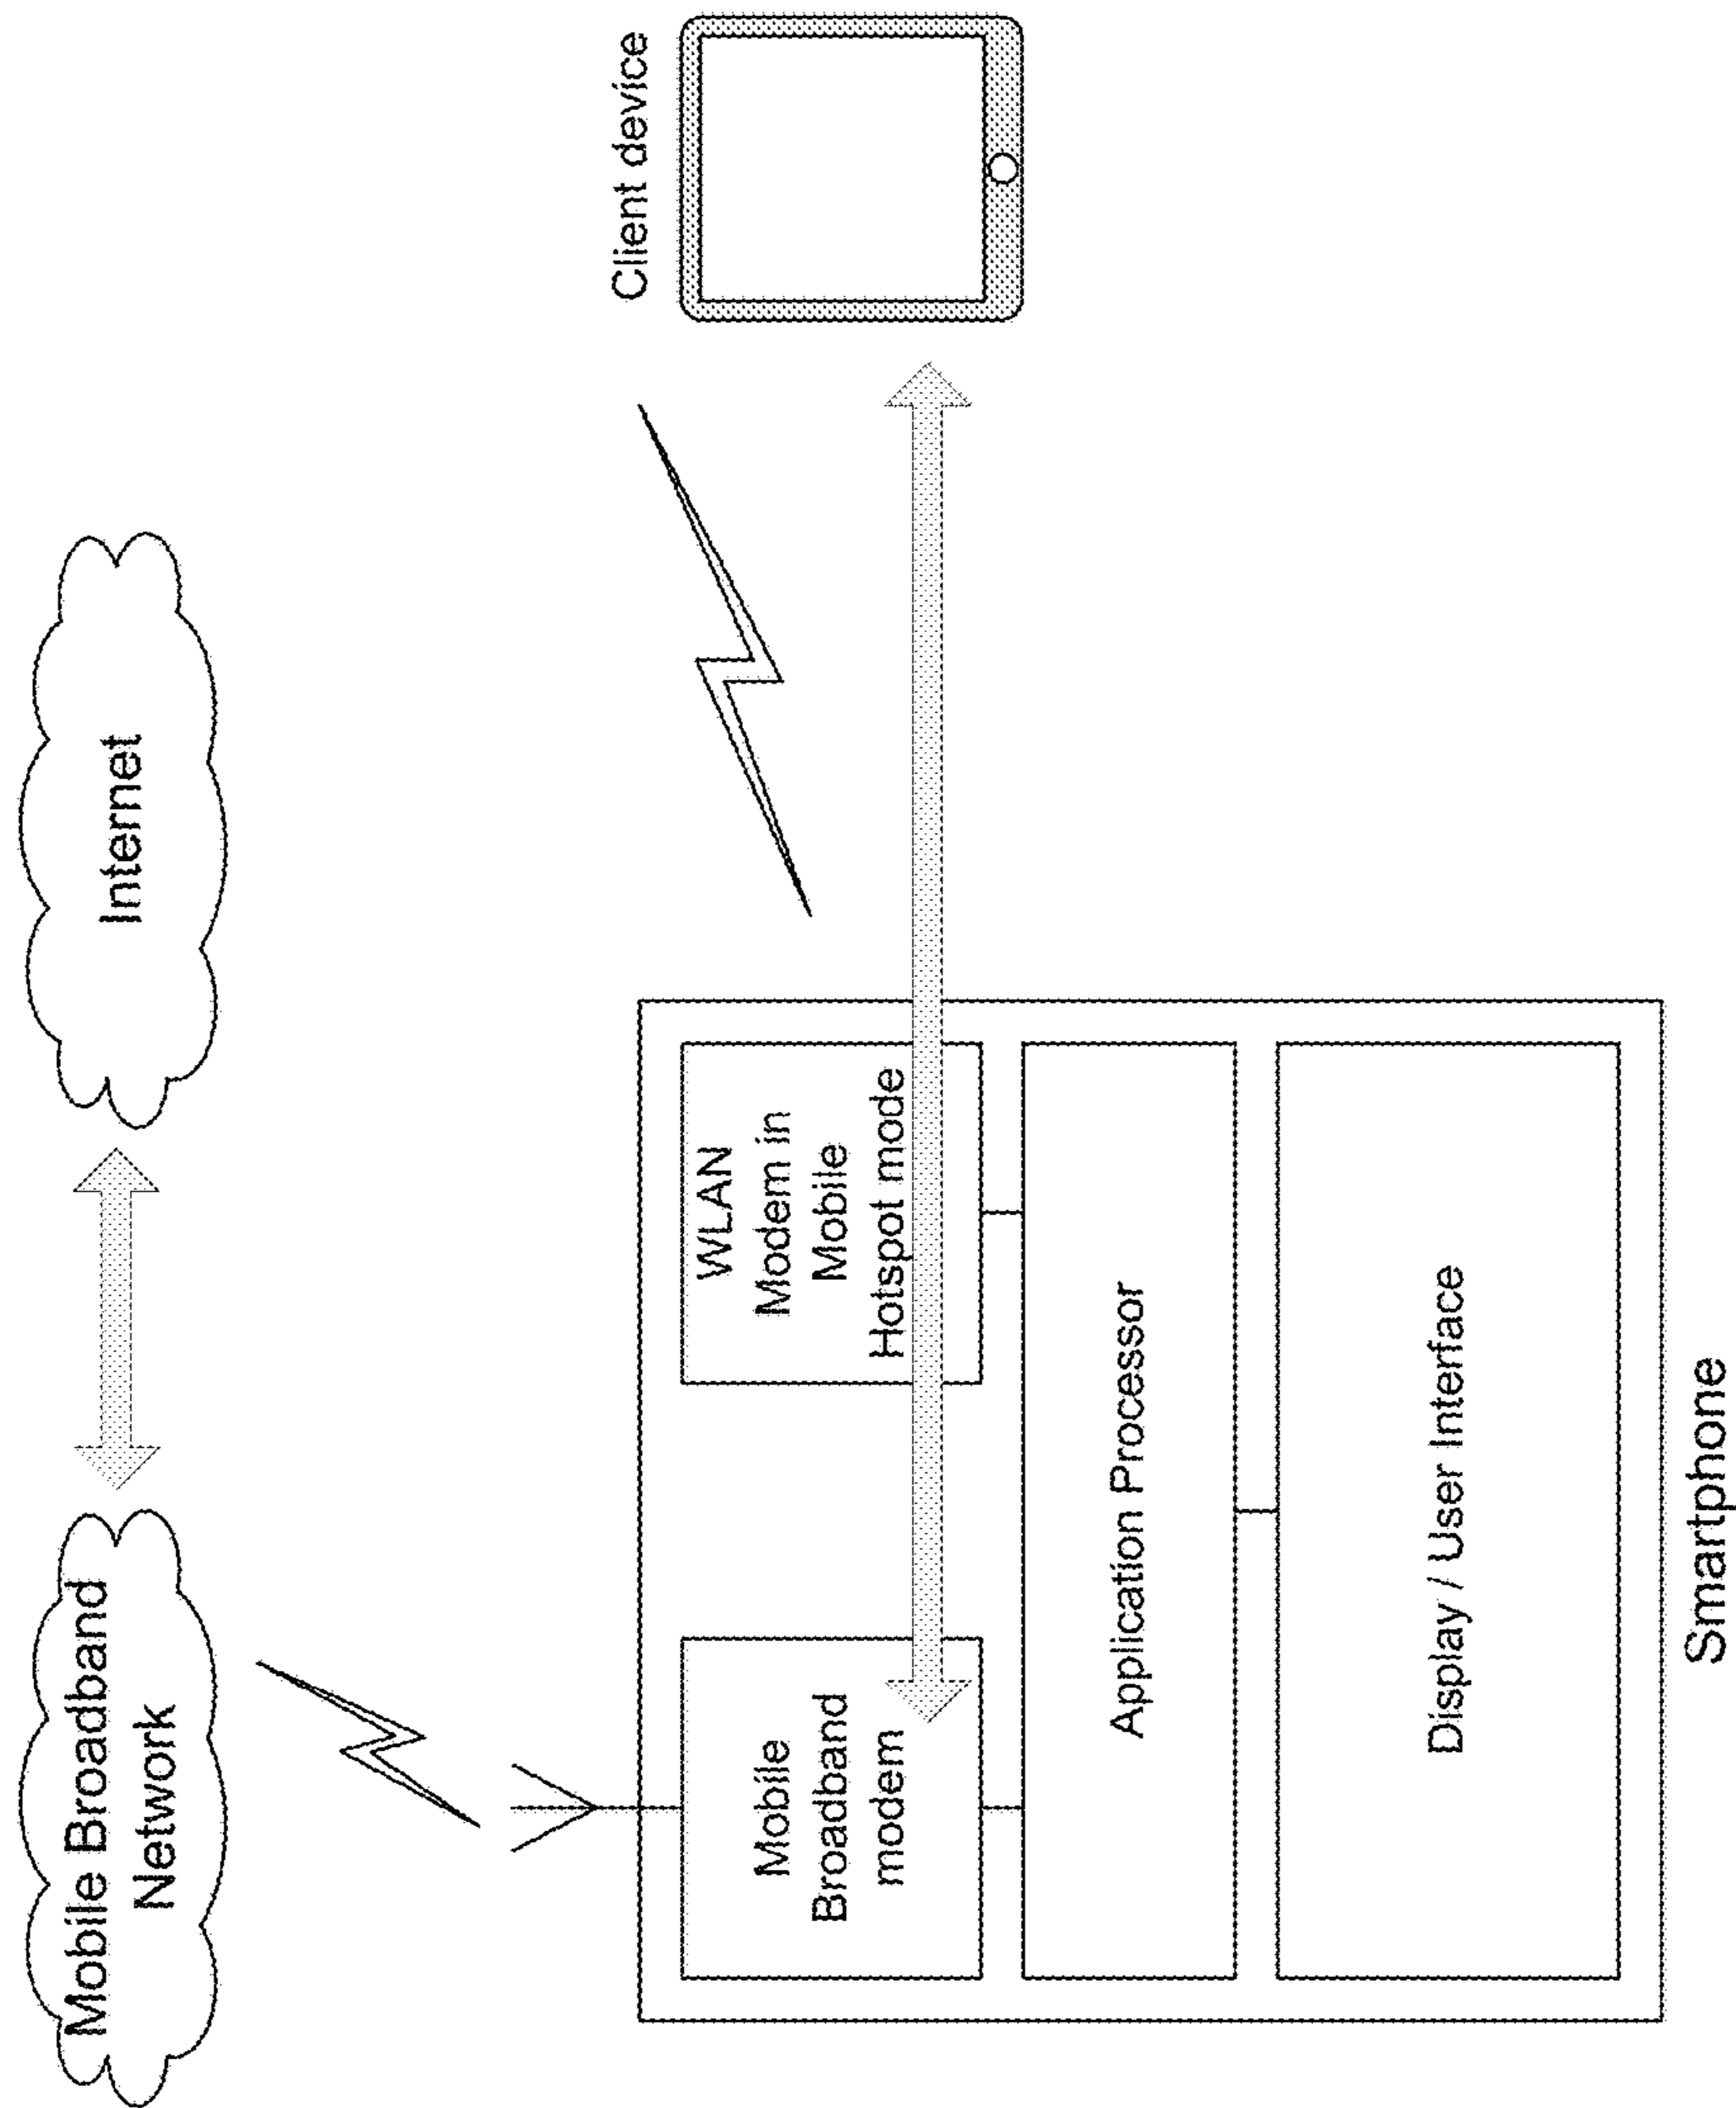 Mobile Broadband
Network
Internet
Client device
Mobile
Broadband
modem
WLAN
Modem in
Mobile
Hotspot mode
Application Processor
Display / User Interface
Smartphone